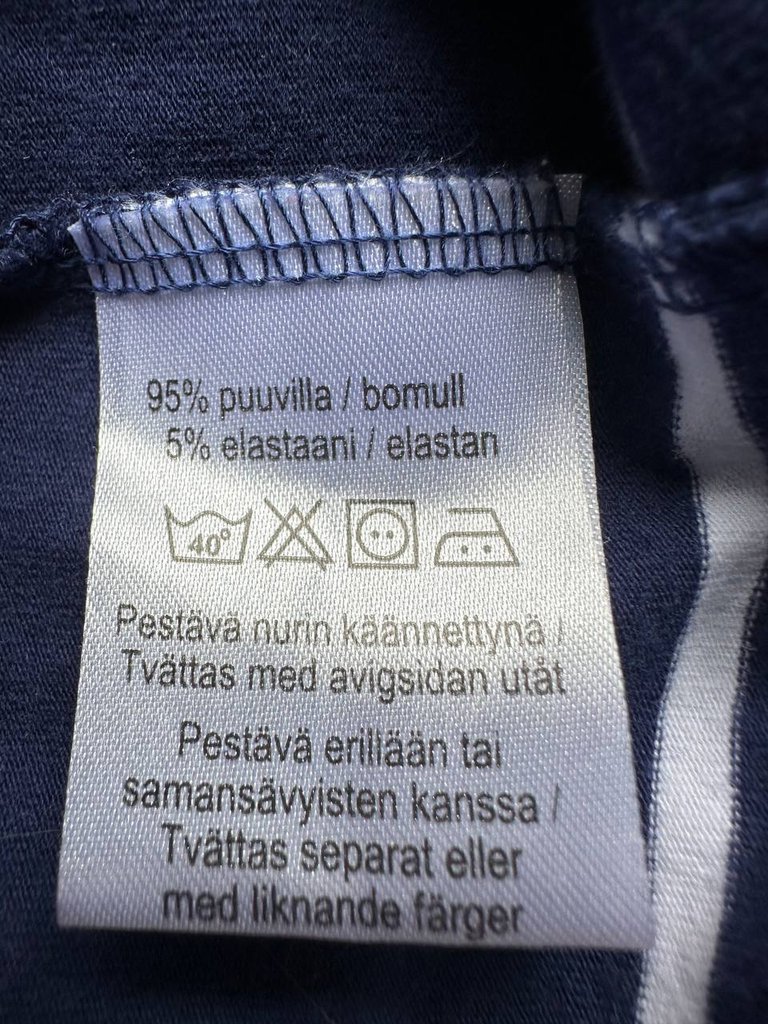 95% puuvilla / bomull
5% elastaani / elastan
40°
Pestävä nurin käännettynä /
Tvättas med avigsidan utåt
Pestävä erillään tai
samansävyisten kanssa /
Tvättas separat eller
med liknande färger